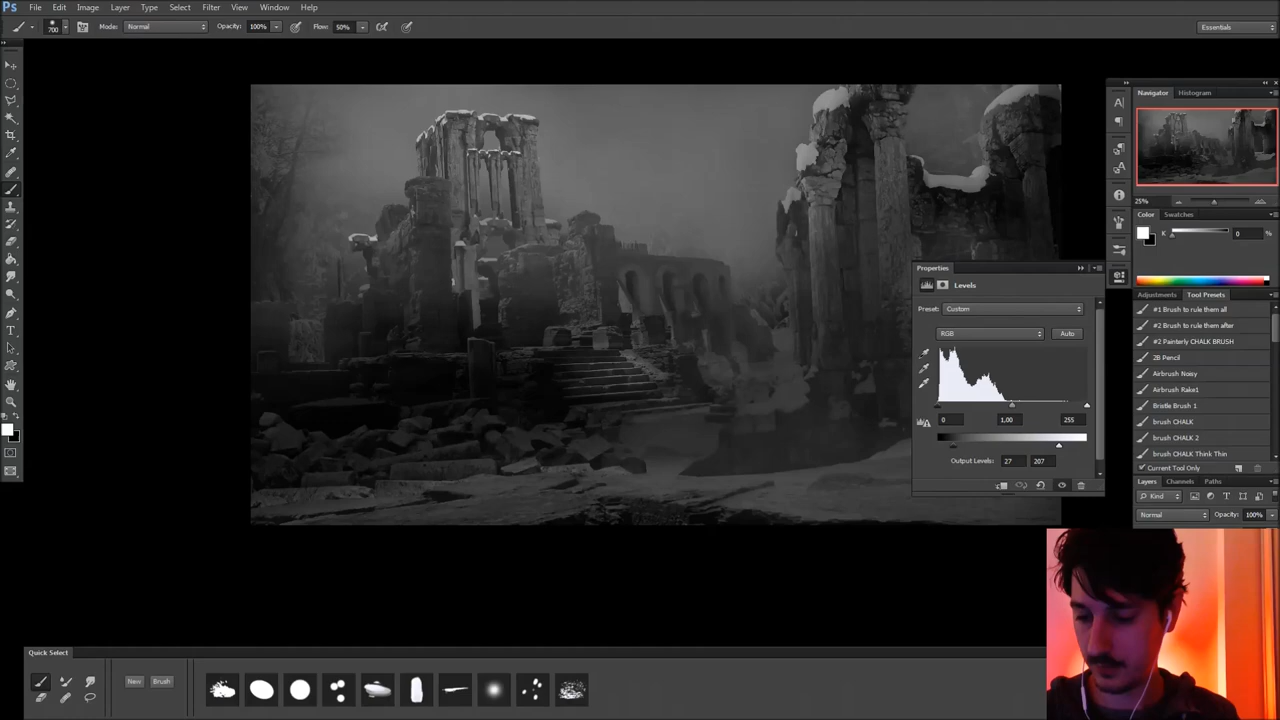 Ps File Edit Image Layer Type Select Filter View Window Help
700 Mode: Normal Opacity: 100% Flow: 50% Essentials
Navigator Histogram
25%
Color Swatches
K 0 %
Properties
Levels
Preset: Custom
RGB Auto
0 1,00 255
Output Levels: 27 207
Adjustments Tool Presets
#1 Brush to rule them all
#2 Brush to rule them after
#2 Painterly CHALK BRUSH
2B Pencil
Airbrush Noisy
Airbrush Rake1
Bristle Brush 1
brush CHALK
brush CHALK 2
brush CHALK Think Thin
Current Tool Only
Layers Channels Paths
Kind
Normal Opacity: 100%
Quick Select
New Brush